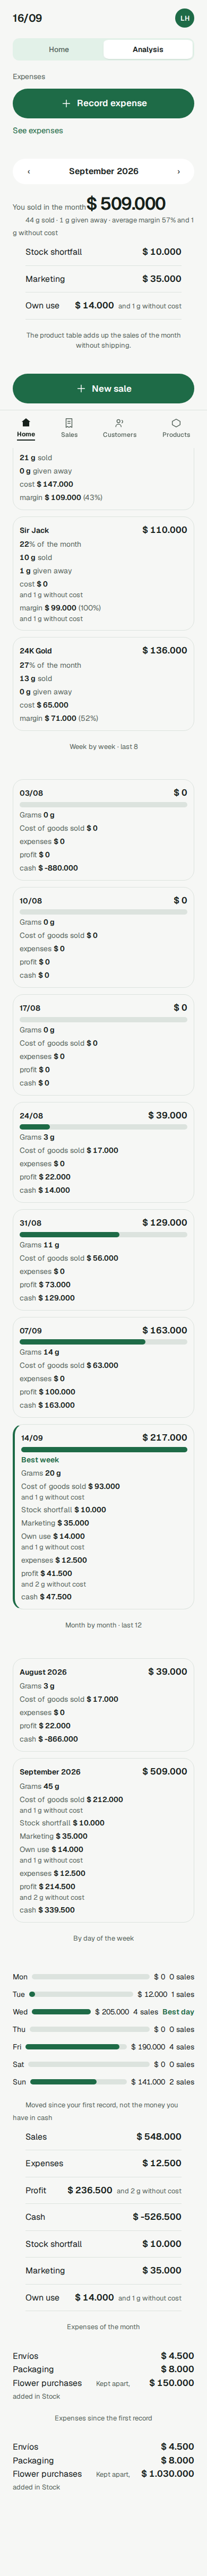 16/09
LH
Home Analysis
Expenses
+ Record expense
See expenses
‹ September 2026 ›
You sold in the month $ 509.000
44 g sold · 1 g given away · average margin 57% and 1
g without cost
Stock shortfall $ 10.000
Marketing $ 35.000
Own use $ 14.000 and 1 g without cost
The product table adds up the sales of the month
without shipping.
+ New sale
Home Sales Customers Products
21 g sold
0 g given away
cost $ 147.000
margin $ 109.000 (43%)
Sir Jack $ 110.000
22% of the month
10 g sold
1 g given away
cost $ 0
and 1 g without cost
margin $ 99.000 (100%)
and 1 g without cost
24K Gold $ 136.000
27% of the month
13 g sold
0 g given away
cost $ 65.000
margin $ 71.000 (52%)
Week by week · last 8
03/08 $ 0
Grams 0 g
Cost of goods sold $ 0
expenses $ 0
profit $ 0
cash $ -880.000
10/08 $ 0
Grams 0 g
Cost of goods sold $ 0
expenses $ 0
profit $ 0
cash $ 0
17/08 $ 0
Grams 0 g
Cost of goods sold $ 0
expenses $ 0
profit $ 0
cash $ 0
24/08 $ 39.000
Grams 3 g
Cost of goods sold $ 17.000
expenses $ 0
profit $ 22.000
cash $ 14.000
31/08 $ 129.000
Grams 11 g
Cost of goods sold $ 56.000
expenses $ 0
profit $ 73.000
cash $ 129.000
07/09 $ 163.000
Grams 14 g
Cost of goods sold $ 63.000
expenses $ 0
profit $ 100.000
cash $ 163.000
14/09 $ 217.000
Best week
Grams 20 g
Cost of goods sold $ 93.000
and 1 g without cost
Stock shortfall $ 10.000
Marketing $ 35.000
Own use $ 14.000
and 1 g without cost
expenses $ 12.500
profit $ 41.500
and 2 g without cost
cash $ 47.500
Month by month · last 12
August 2026 $ 39.000
Grams 3 g
Cost of goods sold $ 17.000
expenses $ 0
profit $ 22.000
cash $ -866.000
September 2026 $ 509.000
Grams 45 g
Cost of goods sold $ 212.000
and 1 g without cost
Stock shortfall $ 10.000
Marketing $ 35.000
Own use $ 14.000
and 1 g without cost
expenses $ 12.500
profit $ 214.500
and 2 g without cost
cash $ 339.500
By day of the week
Mon $ 0 0 sales
Tue $ 12.000 1 sales
Wed $ 205.000 4 sales Best day
Thu $ 0 0 sales
Fri $ 190.000 4 sales
Sat $ 0 0 sales
Sun $ 141.000 2 sales
Moved since your first record, not the money you
have in cash
Sales $ 548.000
Expenses $ 12.500
Profit $ 236.500 and 2 g without cost
Cash $ -526.500
Stock shortfall $ 10.000
Marketing $ 35.000
Own use $ 14.000 and 1 g without cost
Expenses of the month
Envíos $ 4.500
Packaging $ 8.000
Flower purchases Kept apart, $ 150.000
added in Stock
Expenses since the first record
Envíos $ 4.500
Packaging $ 8.000
Flower purchases Kept apart, $ 1.030.000
added in Stock